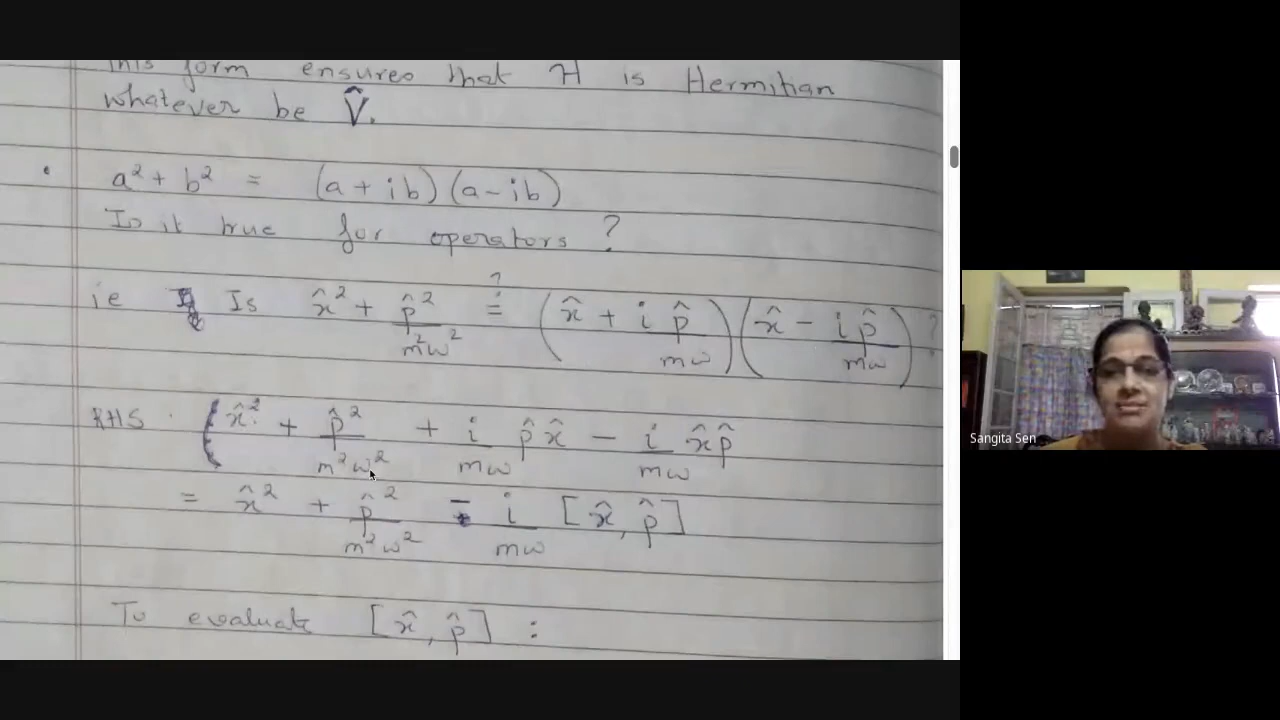 This form ensures that H is Hermitian
whatever be V̂.
• a² + b² = (a + ib)(a - ib)
Is it true for operators ?
ie Is x̂² + p̂²/m²ω² ?= (x̂ + i p̂/mω)(x̂ - i p̂/mω) ?
RHS. (x̂² + p̂²/m²ω² + i/mω p̂x̂ - i/mω x̂p̂
= x̂² + p̂²/m²ω² - i/mω [x̂, p̂]
To evaluate [x̂, p̂] :
Sangita Sen